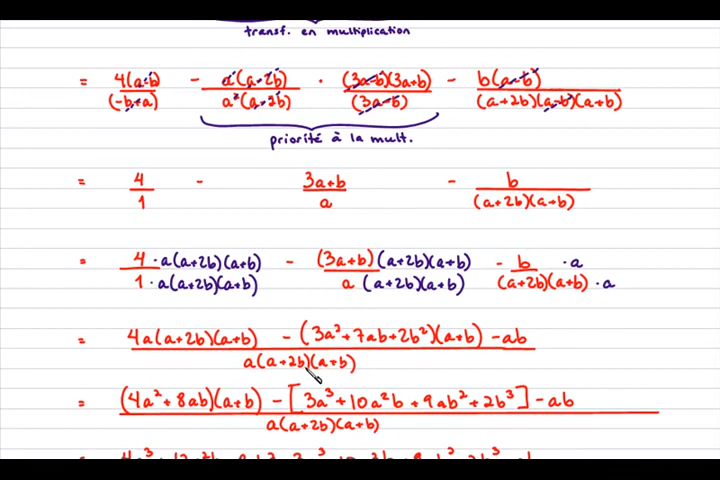 transf. en multiplication
= 4(a-b)/(-b+a) - a(a-2b)/a²(a-2b) · (3a-b)(3a+b)/(3a-b) - b(a-b)/(a+2b)(a-b)(a+b)
priorité à la mult.
= 4/1 - 3a+b/a - b/(a+2b)(a+b)
= 4·a(a+2b)(a+b)/1·a(a+2b)(a+b) - (3a+b)(a+2b)(a+b)/a(a+2b)(a+b) - b·a/(a+2b)(a+b)·a
= 4a(a+2b)(a+b) - (3a²+7ab+2b²)(a+b) - ab/a(a+2b)(a+b)
= (4a²+8ab)(a+b) - [3a³+10a²b+9ab²+2b³] - ab/a(a+2b)(a+b)